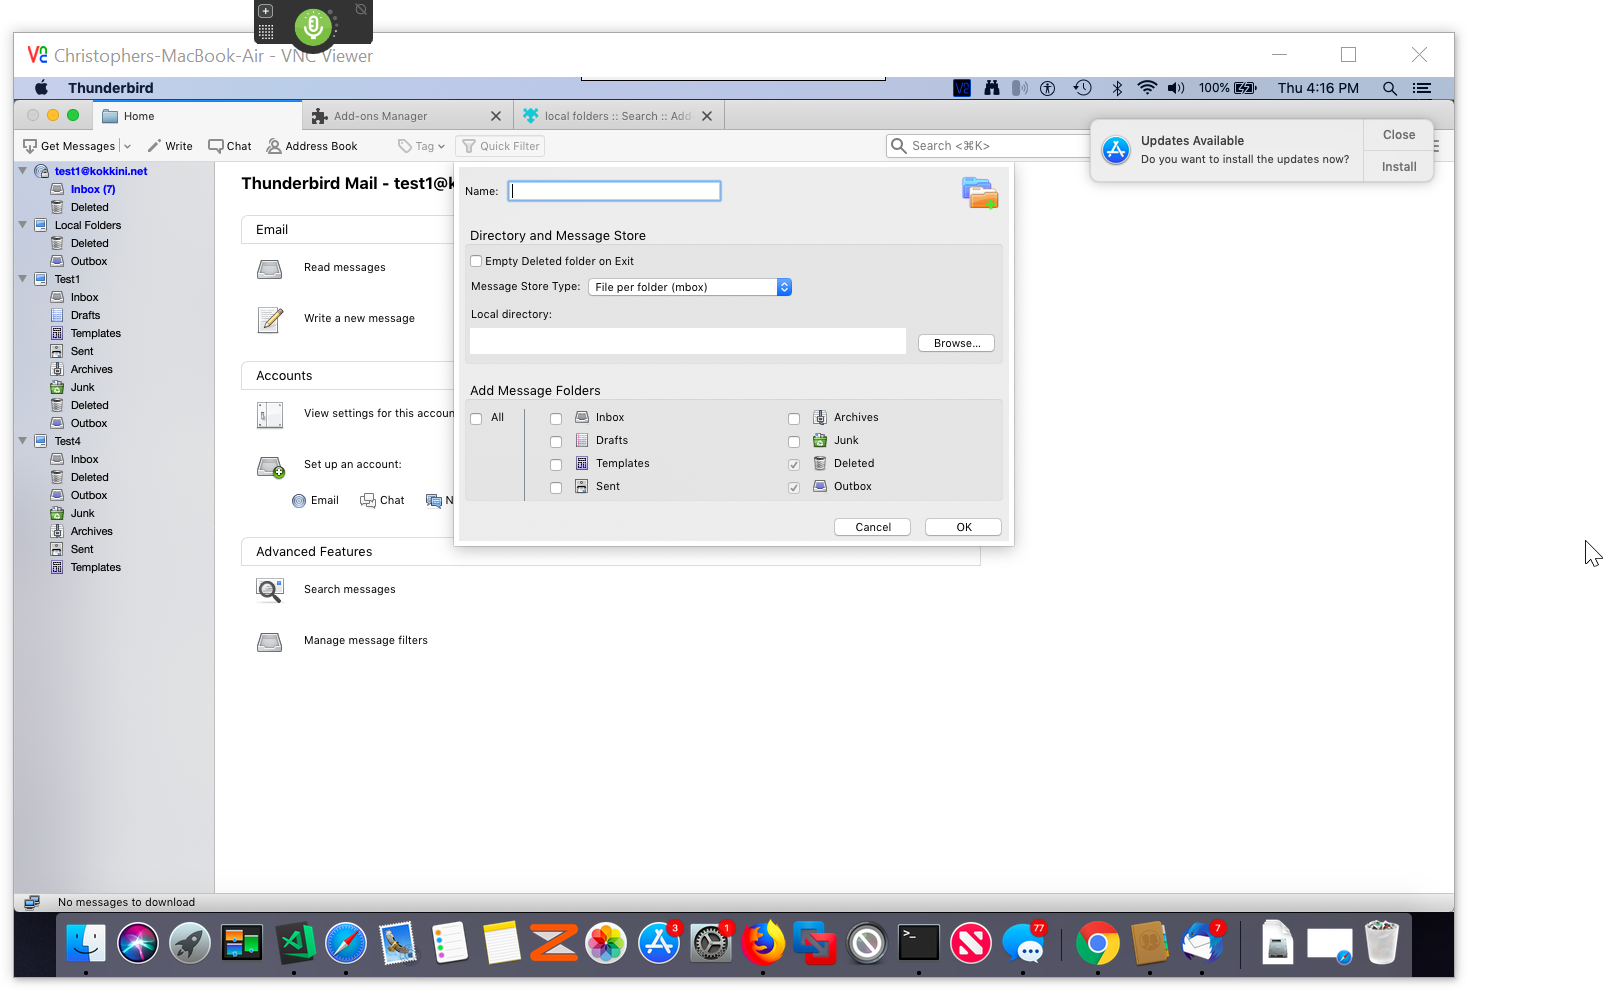 Christophers-MacBook-Air - VNC Viewer
Thunderbird
100%
Thu 4:16 PM
Home
Add-ons Manager
local folders :: Search :: Add
Get Messages
Write
Chat
Address Book
Tag
Quick Filter
Search <⌘K>
Updates Available
Do you want to install the updates now?
Close
Install
test1@kokkini.net
Inbox (7)
Deleted
Local Folders
Deleted
Outbox
Test1
Inbox
Drafts
Templates
Sent
Archives
Junk
Deleted
Outbox
Test4
Inbox
Deleted
Outbox
Junk
Archives
Sent
Templates
Thunderbird Mail - test1@k
Email
Read messages
Write a new message
Accounts
View settings for this accoun
Set up an account:
Email
Chat
N
Advanced Features
Search messages
Manage message filters
Name:
Directory and Message Store
Empty Deleted folder on Exit
Message Store Type:
File per folder (mbox)
Local directory:
Browse...
Add Message Folders
All
Inbox
Archives
Drafts
Junk
Templates
Deleted
Sent
Outbox
Cancel
OK
No messages to download
3
1
77
7